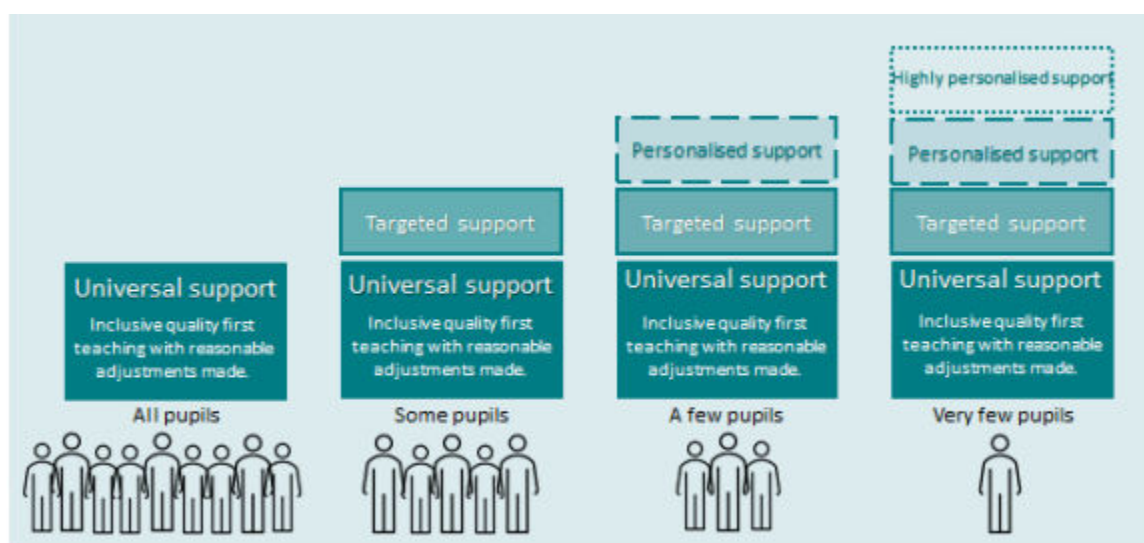 Highly personalised support
Personalised support
Personalised support
Targeted support
Targeted support
Targeted support
Universal support
Inclusive quality first
teaching with reasonable
adjustments made.
All pupils
Universal support
Inclusive quality first
teaching with reasonable
adjustments made.
Some pupils
Universal support
Inclusive quality first
teaching with reasonable
adjustments made.
A few pupils
Universal support
Inclusive quality first
teaching with reasonable
adjustments made.
Very few pupils